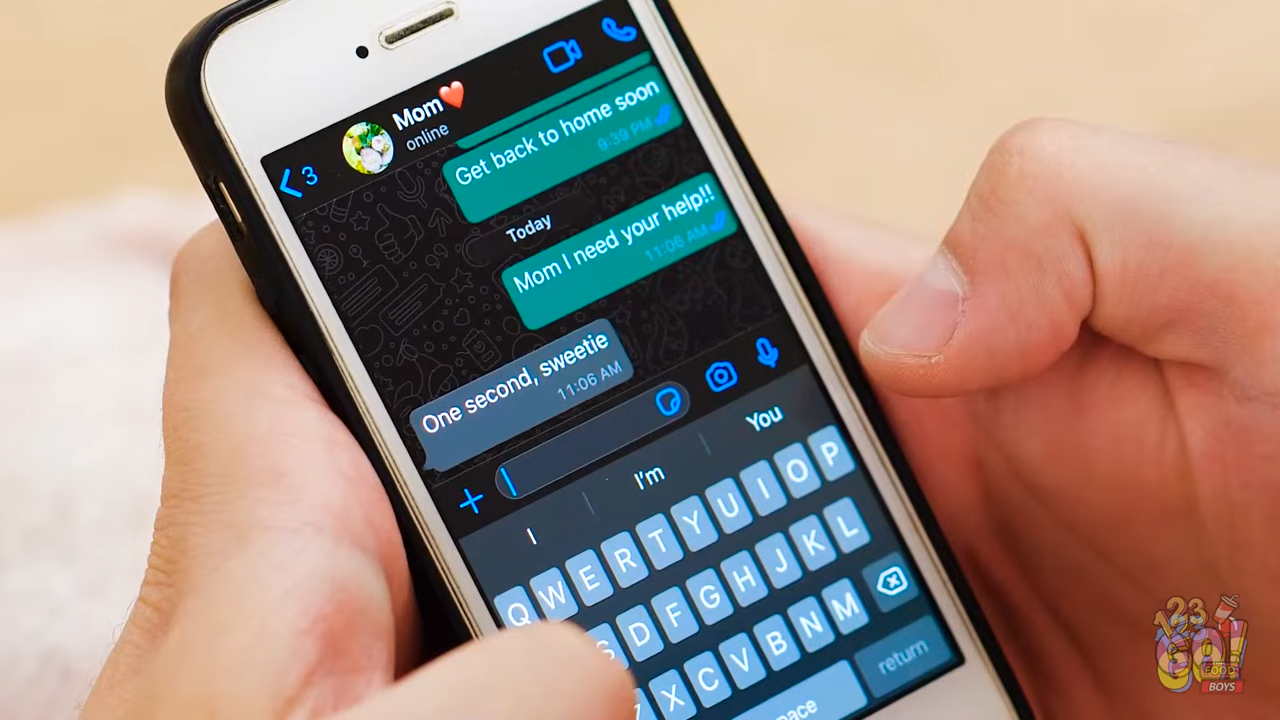 Mom❤️
online
3
Get back to home soon
9:39 PM
Today
Mom I need your help!!
11:06 AM
One second, sweetie
11:06 AM
I
I'm
You
Q W E R T Y U I O P
S D F G H J K L
Z X C V B N M
pace
return
123
GO!
FOOD
BOYS